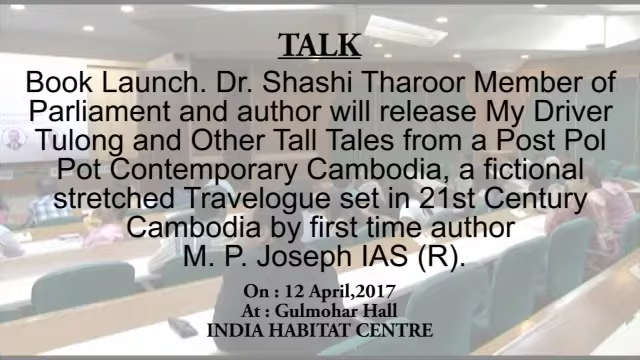 TALK
Book Launch. Dr. Shashi Tharoor Member of
Parliament and author will release My Driver
Tulong and Other Tall Tales from a Post Pol
Pot Contemporary Cambodia, a fictional
stretched Travelogue set in 21st Century
Cambodia by first time author
M. P. Joseph IAS (R).
On : 12 April,2017
At : Gulmohar Hall
INDIA HABITAT CENTRE